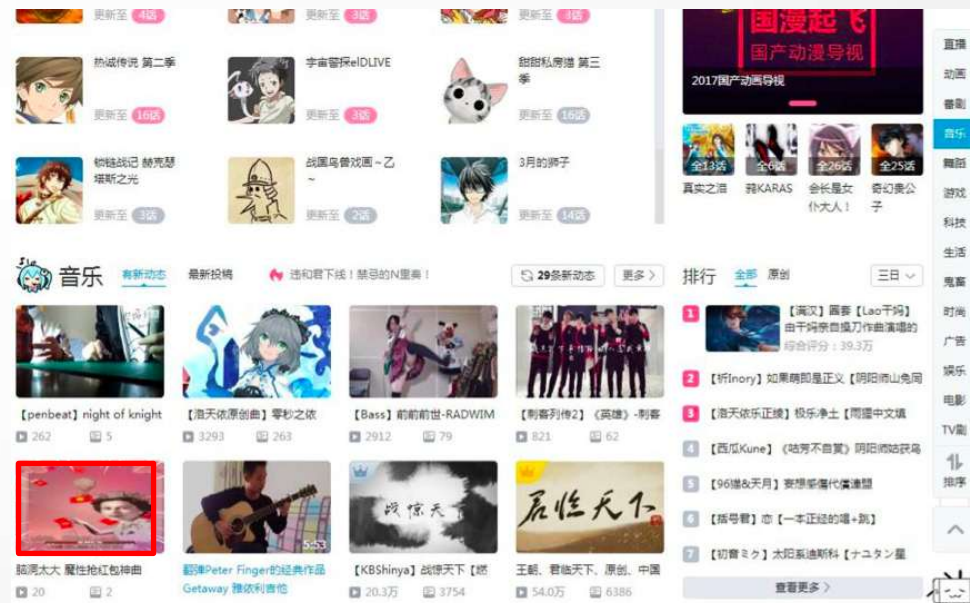 更新至 4话
更新至 3话
更新至 3话
热诚传说 第二季
更新至 16话
宇宙警探elDLIVE
更新至 3话
甜甜私房猫 第三
季
更新至 16话
锁链战记 赫克瑟
塔斯之光
更新至 3话
战国鸟兽戏画~乙
~
更新至 2话
3月的狮子
更新至 14话
国漫起飞
国产动漫导视
2017国产动画导视
全13话
全6话
全26话
全25话
真实之泪
骑KARAS
会长是女
仆大人!
奇幻贵公
子
音乐
有新动态
最新投稿
违和君下线!禁忌的N重奏!
29条新动态
更多 >
【penbeat】night of knight
262 5
【洛天依原创曲】零秒之依
3293 263
【Bass】前前前世-RADWIM
2912 79
【刺客列传2】《英雄》-刺客
821 62
脑洞太大 魔性抢红包神曲
20 2
5:53
翻弹Peter Finger的经典作品
Getaway 雅依利吉他
战惊天下
【KBShinya】战惊天下【燃
20.3万 3754
君临天下
王朝、君临天下、原创、中国
54.0万 6386
排行
全部
原创
三日
1
【满汉】圆套【Lao干妈】
由干妈亲自操刀作曲演唱的
综合评分:39.3万
2 【祈Inory】如果萌即是正义【阴阳师山兔同
3 【洛天依乐正绫】极乐净土【雨狸中文填
4 【西瓜Kune】《咕芳不自赏》阴阳师姑获鸟
5 【96猫&天月】妄想感傷代償連盟
6 【括号君】恋【一本正经的唱+跳】
7 【初音ミク】太阳系迪斯科【ナユタン星
查看更多 >
直播
动画
番剧
音乐
舞蹈
游戏
科技
生活
鬼畜
时尚
广告
娱乐
电影
TV剧
排序